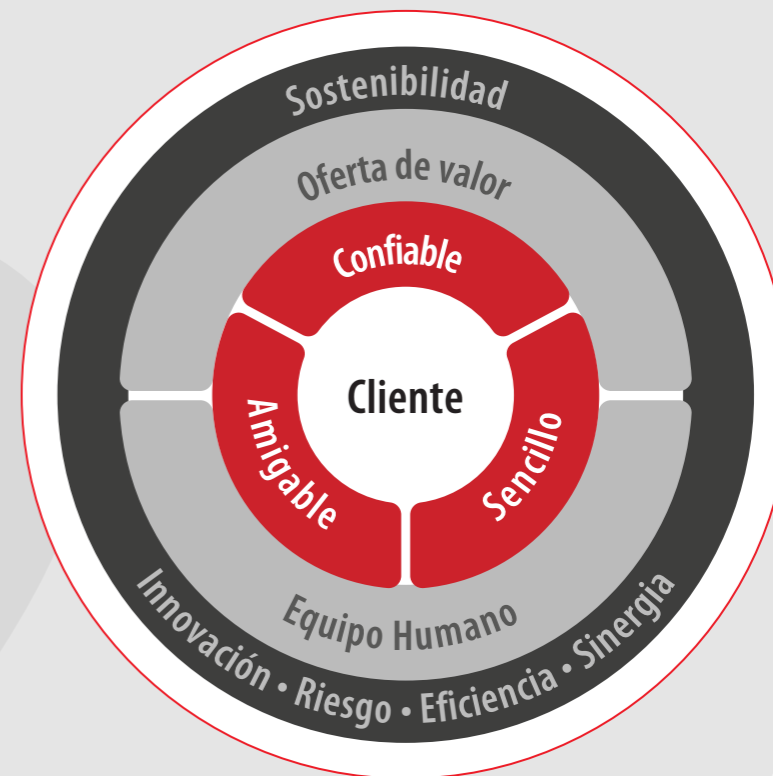 Sostenibilidad
Oferta de valor
Confiable
Cliente
Amigable
Sencillo
Equipo Humano
Innovación • Riesgo • Eficiencia • Sinergia